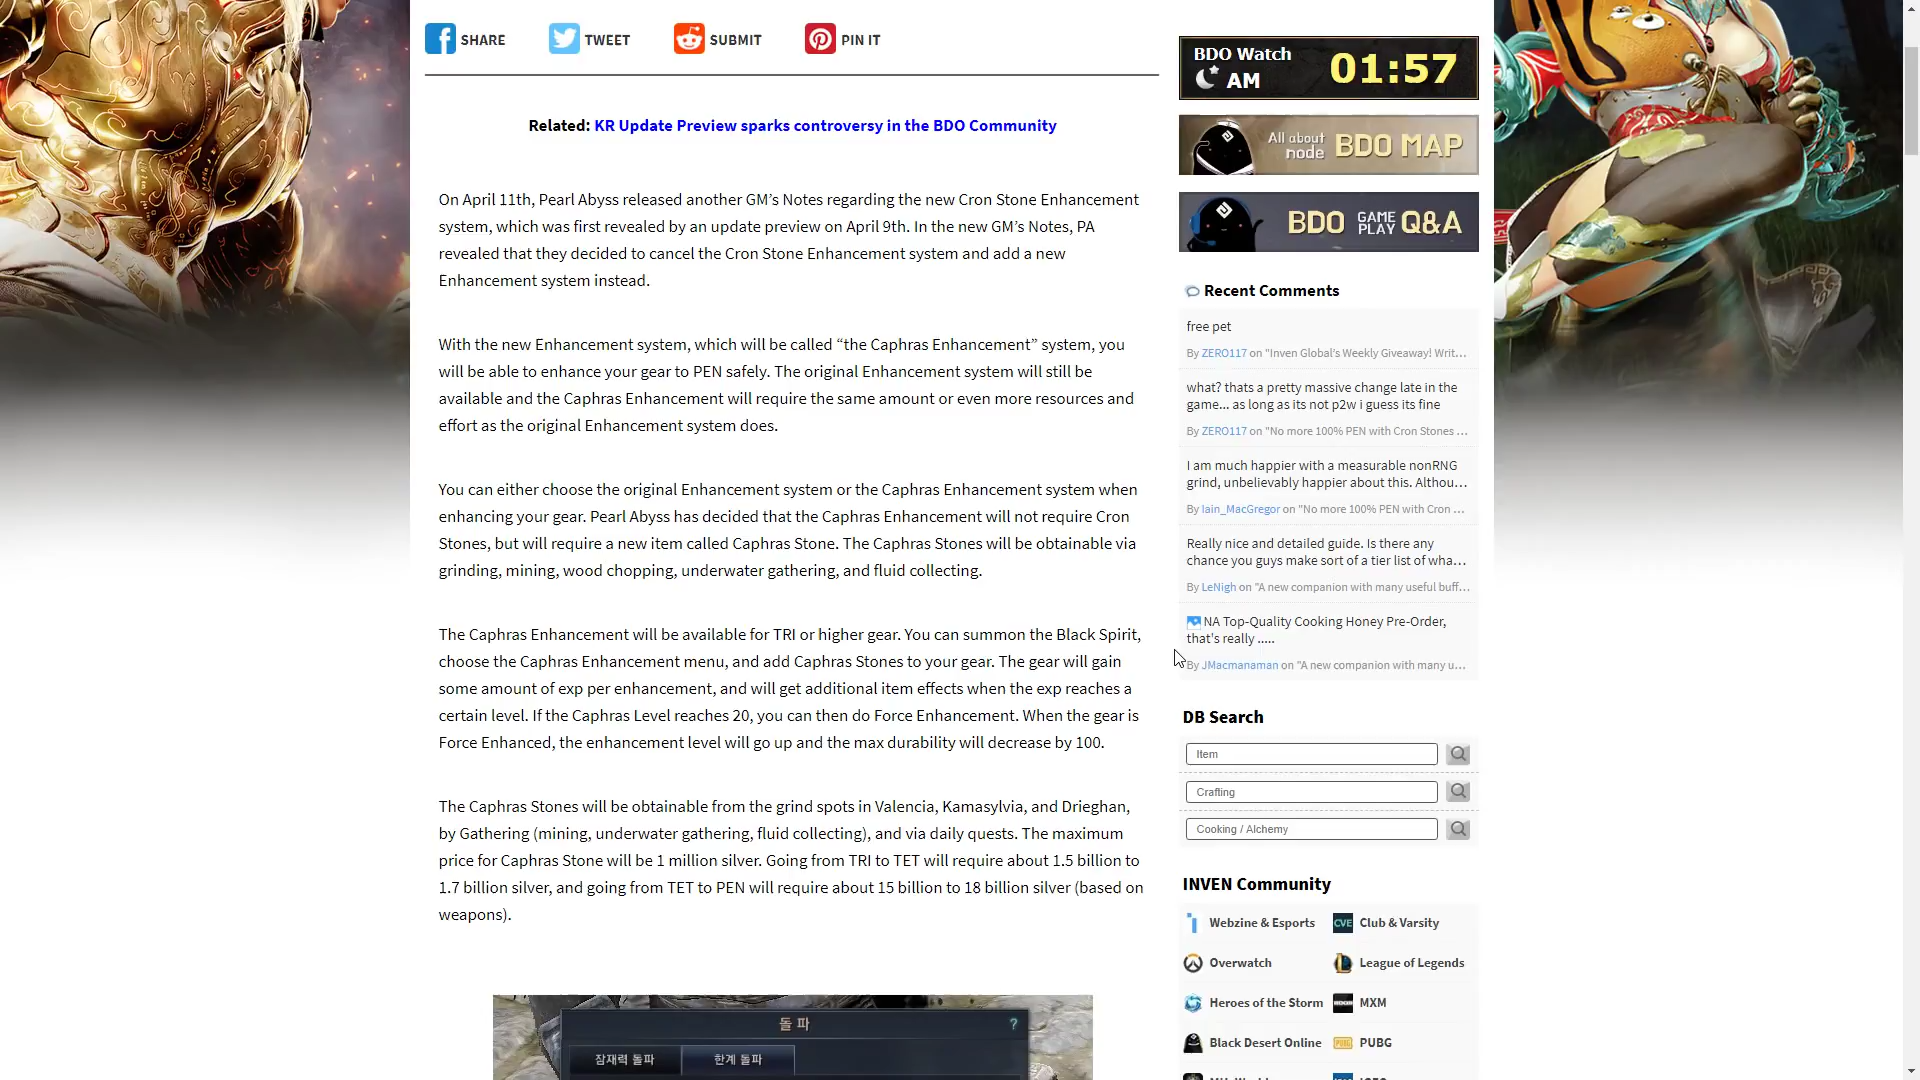 SHARE
TWEET
SUBMIT
PIN IT
Related: KR Update Preview sparks controversy in the BDO Community
On April 11th, Pearl Abyss released another GM’s Notes regarding the new Cron Stone Enhancement
system, which was first revealed by an update preview on April 9th. In the new GM’s Notes, PA
revealed that they decided to cancel the Cron Stone Enhancement system and add a new
Enhancement system instead.
With the new Enhancement system, which will be called “the Caphras Enhancement” system, you
will be able to enhance your gear to PEN safely. The original Enhancement system will still be
available and the Caphras Enhancement will require the same amount or even more resources and
effort as the original Enhancement system does.
You can either choose the original Enhancement system or the Caphras Enhancement system when
enhancing your gear. Pearl Abyss has decided that the Caphras Enhancement will not require Cron
Stones, but will require a new item called Caphras Stone. The Caphras Stones will be obtainable via
grinding, mining, wood chopping, underwater gathering, and fluid collecting.
The Caphras Enhancement will be available for TRI or higher gear. You can summon the Black Spirit,
choose the Caphras Enhancement menu, and add Caphras Stones to your gear. The gear will gain
some amount of exp per enhancement, and will get additional item effects when the exp reaches a
certain level. If the Caphras Level reaches 20, you can then do Force Enhancement. When the gear is
Force Enhanced, the enhancement level will go up and the max durability will decrease by 100.
The Caphras Stones will be obtainable from the grind spots in Valencia, Kamasylvia, and Drieghan,
by Gathering (mining, underwater gathering, fluid collecting), and via daily quests. The maximum
price for Caphras Stone will be 1 million silver. Going from TRI to TET will require about 1.5 billion to
1.7 billion silver, and going from TET to PEN will require about 15 billion to 18 billion silver (based on
weapons).
돌 파
?
잠재력 돌파
한계 돌파
BDO Watch
AM
01:57
All about
node
BDO MAP
BDO GAME PLAY Q&A
Recent Comments
free pet
By ZERO117 on "Inven Global's Weekly Giveaway! Writ...
what? thats a pretty massive change late in the
game... as long as its not p2w i guess its fine
By ZERO117 on "No more 100% PEN with Cron Stones ...
I am much happier with a measurable nonRNG
grind, unbelievably happier about this. Althou...
By Iain_MacGregor on "No more 100% PEN with Cron ...
Really nice and detailed guide. Is there any
chance you guys make sort of a tier list of wha...
By LeNigh on "A new companion with many useful buff...
NA Top-Quality Cooking Honey Pre-Order,
that's really .....
By JMacmanaman on "A new companion with many u...
DB Search
Item
Crafting
Cooking / Alchemy
INVEN Community
Webzine & Esports
CVE Club & Varsity
Overwatch
League of Legends
Heroes of the Storm
MXM
Black Desert Online
PUBG